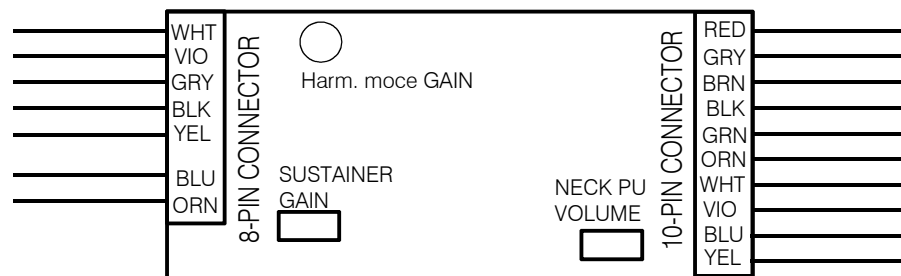 WHT
VIO
GRY
BLK
YEL
BLU
ORN
8-PIN CONNECTOR
Harm. moce GAIN
SUSTAINER
GAIN
NECK PU
VOLUME
10-PIN CONNECTOR
RED
GRY
BRN
BLK
GRN
ORN
WHT
VIO
BLU
YEL